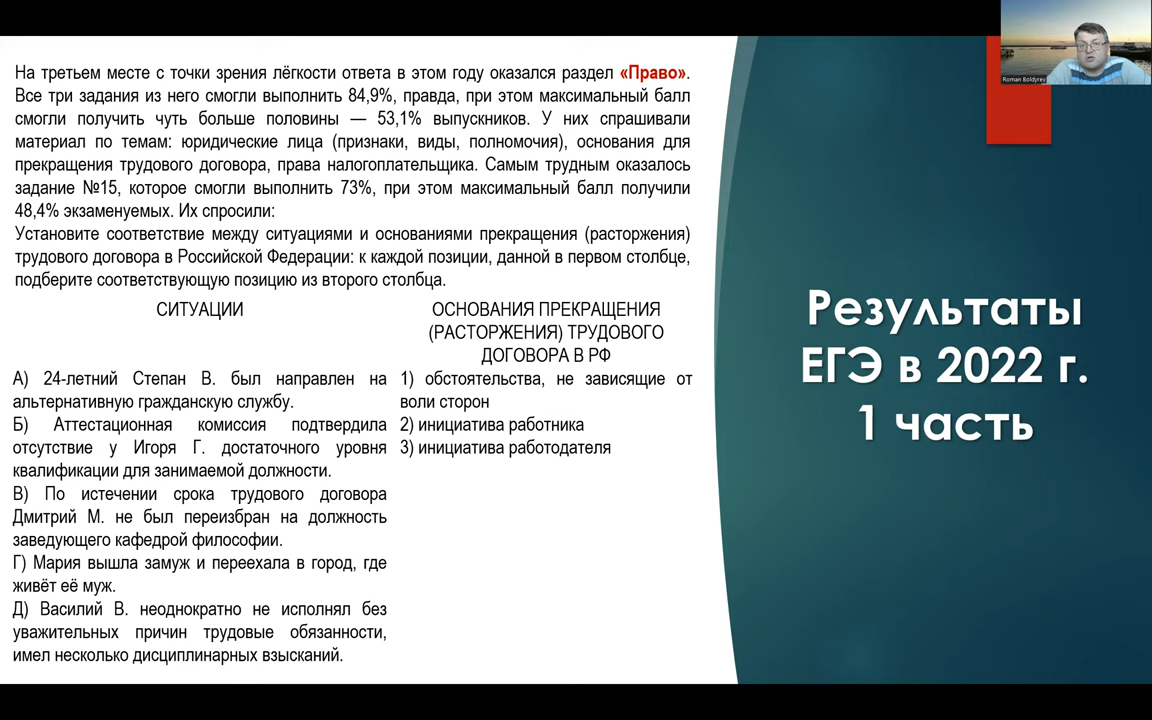 На третьем месте с точки зрения лёгкости ответа в этом году оказался раздел «Право».
Все три задания из него смогли выполнить 84,9%, правда, при этом максимальный балл
смогли получить чуть больше половины — 53,1% выпускников. У них спрашивали
материал по темам: юридические лица (признаки, виды, полномочия), основания для
прекращения трудового договора, права налогоплательщика. Самым трудным оказалось
задание №15, которое смогли выполнить 73%, при этом максимальный балл получили
48,4% экзаменуемых. Их спросили:
Установите соответствие между ситуациями и основаниями прекращения (расторжения)
трудового договора в Российской Федерации: к каждой позиции, данной в первом столбце,
подберите соответствующую позицию из второго столбца.
СИТУАЦИИ
А) 24-летний Степан В. был направлен на
альтернативную гражданскую службу.
Б) Аттестационная комиссия подтвердила
отсутствие у Игоря Г. достаточного уровня
квалификации для занимаемой должности.
В) По истечении срока трудового договора
Дмитрий М. не был переизбран на должность
заведующего кафедрой философии.
Г) Мария вышла замуж и переехала в город, где
живёт её муж.
Д) Василий В. неоднократно не исполнял без
уважительных причин трудовые обязанности,
имел несколько дисциплинарных взысканий.
ОСНОВАНИЯ ПРЕКРАЩЕНИЯ
(РАСТОРЖЕНИЯ) ТРУДОВОГО
ДОГОВОРА В РФ
1) обстоятельства, не зависящие от
воли сторон
2) инициатива работника
3) инициатива работодателя
Результаты
ЕГЭ в 2022 г.
1 часть
Roman Boldyrev